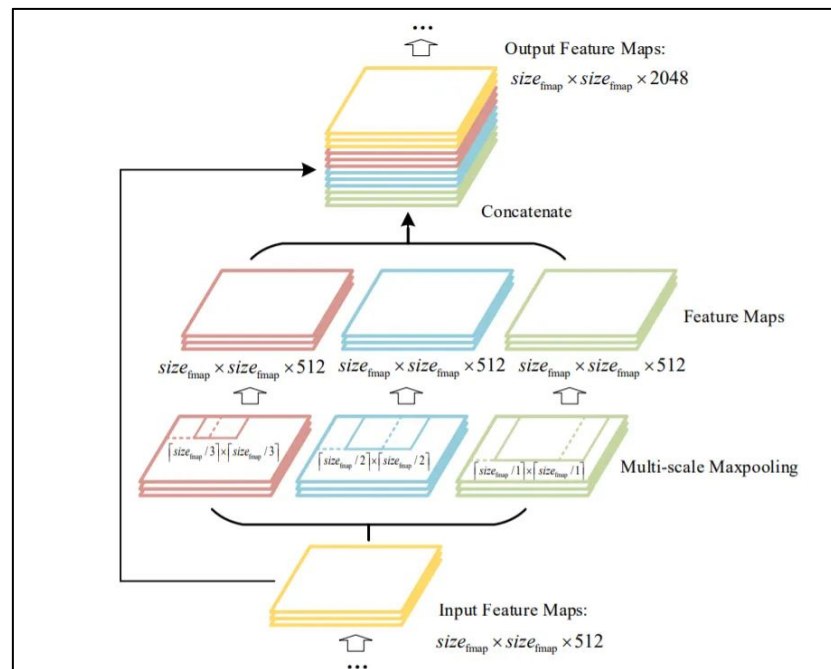 ...
Output Feature Maps:
size_fmap × size_fmap × 2048
Concatenate
Feature Maps
size_fmap × size_fmap × 512 size_fmap × size_fmap × 512 size_fmap × size_fmap × 512
⌈size_fmap / 3⌉×⌈size_fmap / 3⌉ ⌈size_fmap / 2⌉×⌈size_fmap / 2⌉ ⌈size_fmap / 1⌉×⌈size_fmap / 1⌉
Multi-scale Maxpooling
Input Feature Maps:
size_fmap × size_fmap × 512
...